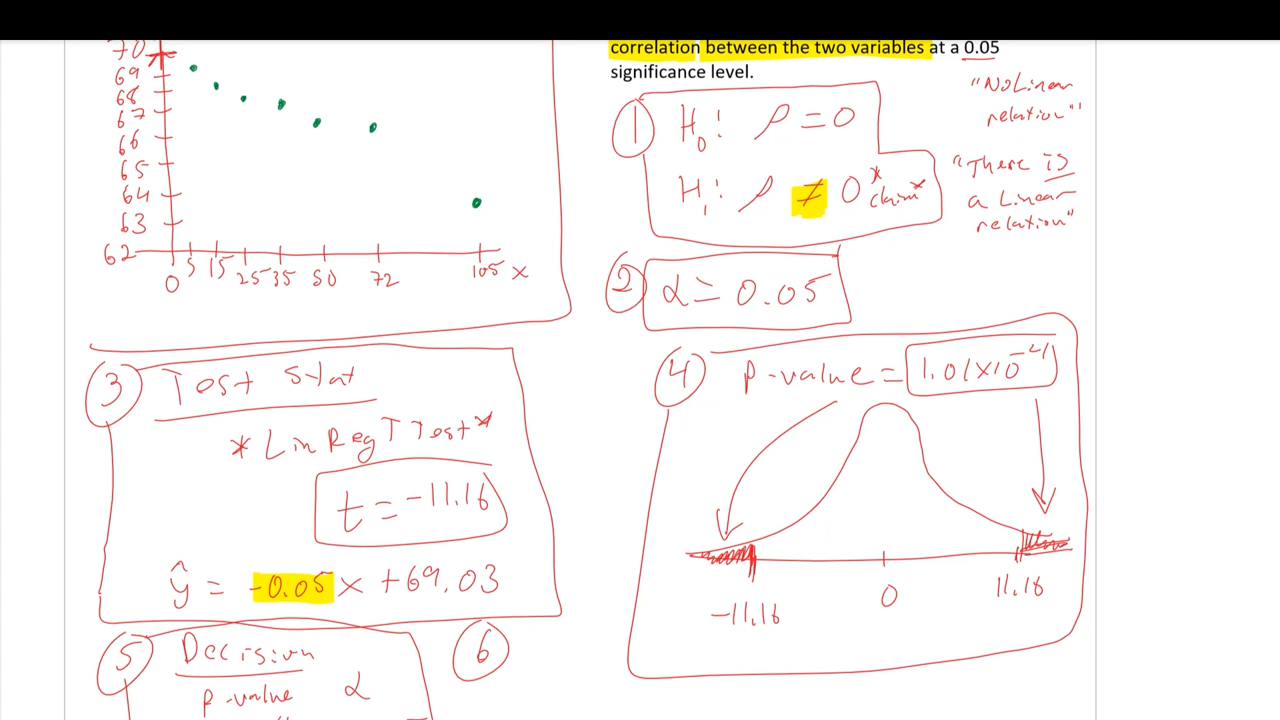 70
69
68
67
66
65
64
63
62
0 5 15 25 35 50 72 105 x
correlation between the two variables at a 0.05
significance level.
"No Linear
relation"
① H₀: ρ = 0
H₁: ρ ≠ 0 *claim*
"There is
a Linear
relation"
② α = 0.05
③ Test Stat
*LinRegTTest*
t = -11.16
ŷ = -0.05x + 69.03
④ P-value = 1.01×10⁻⁴
-11.16 0 11.16
⑤ Decision
P-value α
⑥